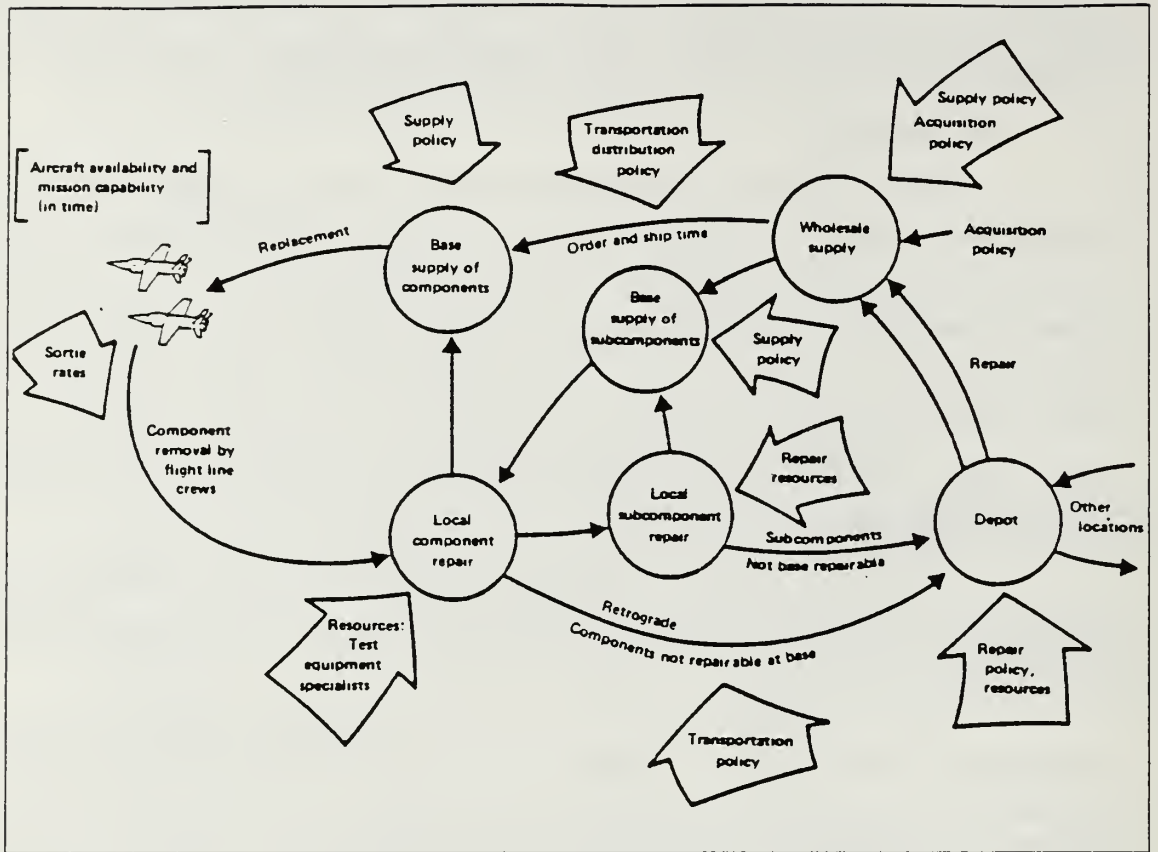 Supply
policy
Transportation
distribution
policy
Supply policy
Acquisition
policy
Aircraft availability and
mission capability
(in time)
Replacement
Base
supply of
components
Order and ship time
Wholesale
supply
Acquisition
policy
Base
supply of
subcomponents
Supply
policy
Repair
Sortie
rates
Component
removal by
flight line
crews
Repair
resources
Local
component
repair
Local
subcomponent
repair
Subcomponents
Not base repairable
Depot
Other
locations
Retrograde
Components not repairable at base
Resources:
Test
equipment
specialists
Repair
policy,
resources
Transportation
policy